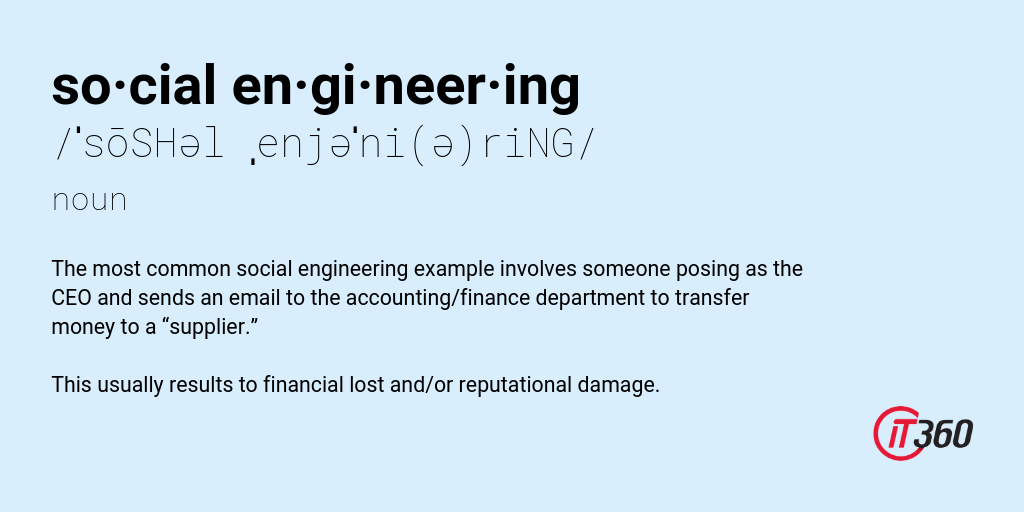 so·cial en·gi·neer·ing
/ˈsōSHəl ˌenjəˈni(ə)riNG/
noun
The most common social engineering example involves someone posing as the
CEO and sends an email to the accounting/finance department to transfer
money to a “supplier.”
This usually results to financial lost and/or reputational damage.
iT360